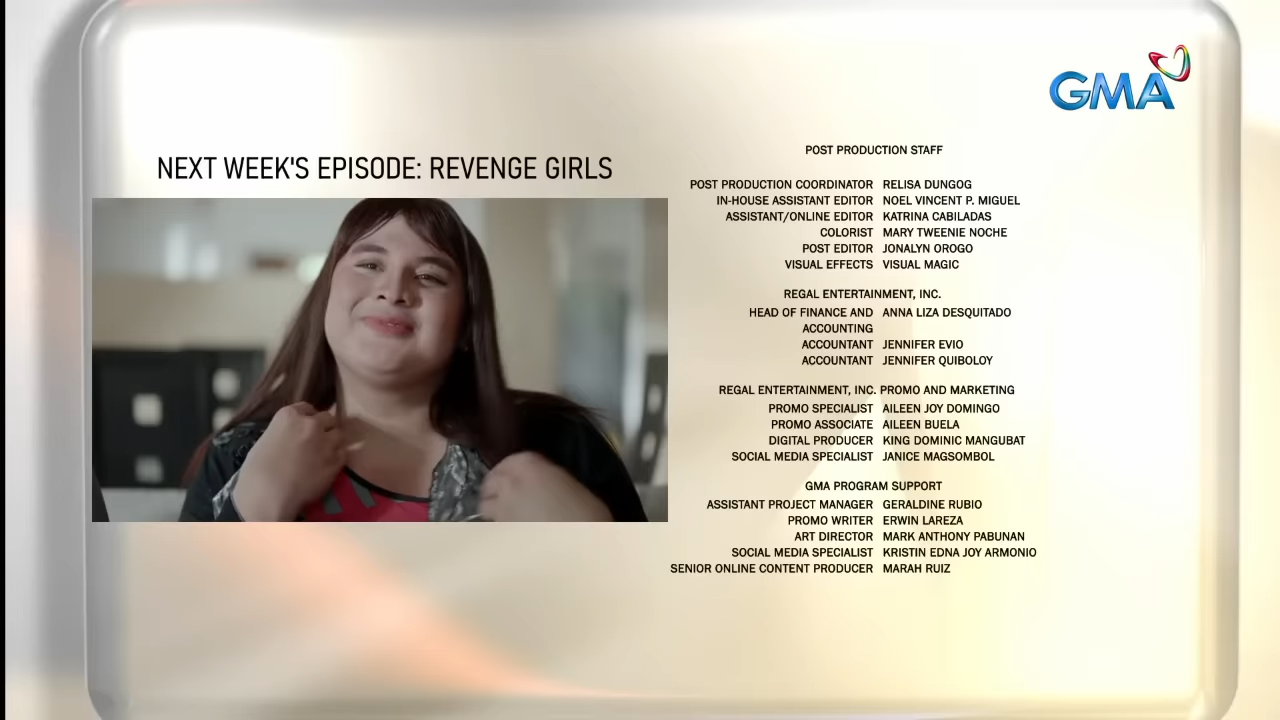 GMA
NEXT WEEK'S EPISODE: REVENGE GIRLS
POST PRODUCTION STAFF
POST PRODUCTION COORDINATOR RELISA DUNGOG
IN-HOUSE ASSISTANT EDITOR NOEL VINCENT P. MIGUEL
ASSISTANT/ONLINE EDITOR KATRINA CABILADAS
COLORIST MARY TWEENIE NOCHE
POST EDITOR JONALYN OROGO
VISUAL EFFECTS VISUAL MAGIC
REGAL ENTERTAINMENT, INC.
HEAD OF FINANCE AND ANNA LIZA DESQUITADO
ACCOUNTING
ACCOUNTANT JENNIFER EVIO
ACCOUNTANT JENNIFER QUIBOLOY
REGAL ENTERTAINMENT, INC. PROMO AND MARKETING
PROMO SPECIALIST AILEEN JOY DOMINGO
PROMO ASSOCIATE AILEEN BUELA
DIGITAL PRODUCER KING DOMINIC MANGUBAT
SOCIAL MEDIA SPECIALIST JANICE MAGSOMBOL
GMA PROGRAM SUPPORT
ASSISTANT PROJECT MANAGER GERALDINE RUBIO
PROMO WRITER ERWIN LAREZA
ART DIRECTOR MARK ANTHONY PABUNAN
SOCIAL MEDIA SPECIALIST KRISTIN EDNA JOY ARMONIO
SENIOR ONLINE CONTENT PRODUCER MARAH RUIZ